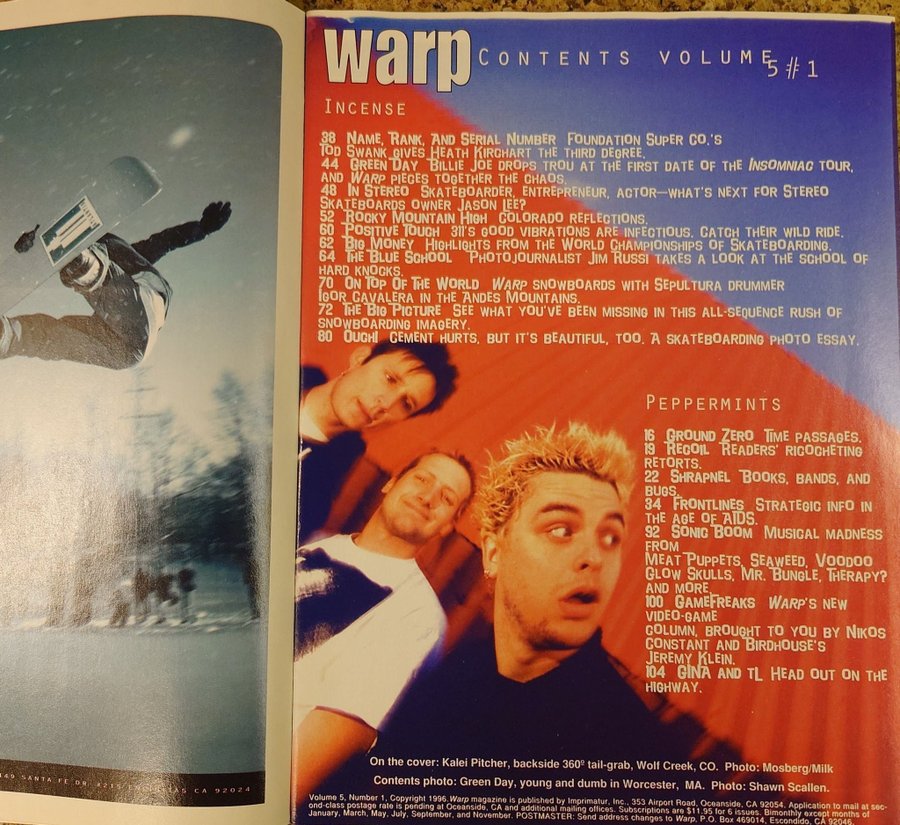 warp Contents Volume 5#1
Incense
38 Name, Rank, And Serial Number Foundation Super Co.'s
Tod Swank gives Heath Kirchart the third degree.
44 Green Day Billie Joe drops trou at the first date of the Insomniac tour,
and Warp pieces together the chaos.
48 In Stereo Skateboarder, entrepreneur, actor—what's next for Stereo
Skateboards owner Jason Lee?
52 Rocky Mountain High Colorado reflections.
60 Positive Touch 311's good vibrations are infectious. Catch their wild ride.
62 Big Money Highlights from the World Championships of Skateboarding.
64 The Blue School Photojournalist Jim Russi takes a look at the school of
hard knocks.
70 On Top Of The World Warp snowboards with Sepultura drummer
Igor Cavalera in the Andes Mountains.
72 The Big Picture See what you've been missing in this all-sequence rush of
snowboarding imagery.
80 Ouch! Cement hurts, but it's beautiful, too. A skateboarding photo essay.
Peppermints
16 Ground Zero Time passages.
19 Recoil Readers' ricocheting
retorts.
22 Shrapnel Books, bands, and
bugs.
34 Frontlines Strategic info in
the age of AIDS.
92 Sonic Boom Musical madness
from
Meat Puppets, Seaweed, Voodoo
Glow Skulls, Mr. Bungle, Therapy?
and more.
100 GameFreaks Warp's new
video-game
column, brought to you by Nikos
Constant and Birdhouse's
Jeremy Klein.
104 GINA and TL Head out on the
highway.
On the cover: Kalei Pitcher, backside 360º tail-grab, Wolf Creek, CO. Photo: Mosberg/Milk
Contents photo: Green Day, young and dumb in Worcester, MA. Photo: Shawn Scallen.
Volume 5, Number 1, Copyright 1996. Warp magazine is published by Imprimatur, Inc., 353 Airport Road, Oceanside, CA 92054. Application to mail at sec-
ond-class postage rate is pending at Oceanside, CA and additional mailing offices. Subscriptions are $11.95 for 6 issues. Bimonthly except months of
January, March, May, July, September, and November. POSTMASTER: Send address changes to Warp, P.O. Box 469014, Escondido, CA 92046.
SANTA FE DR. #215 CA 92024